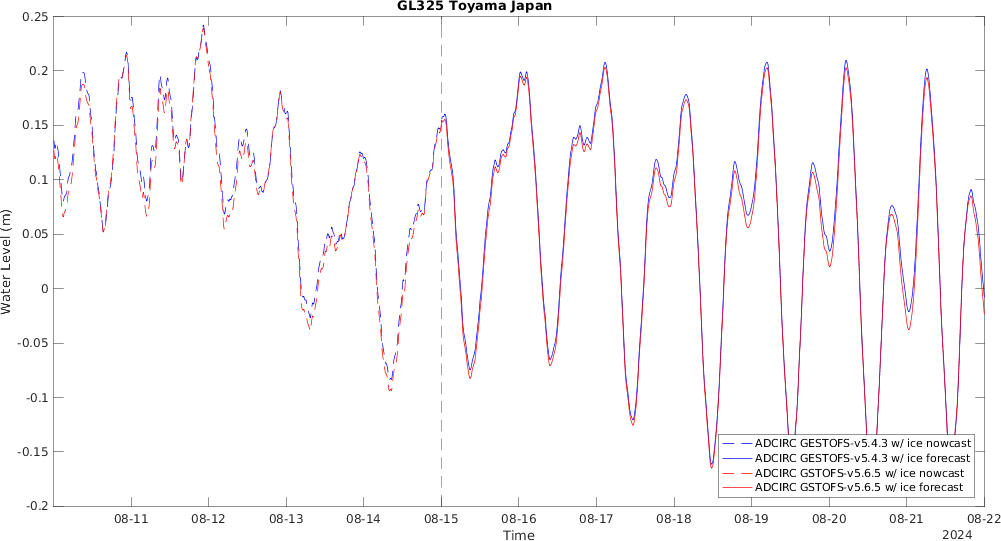 GL325 Toyama Japan
0.25
0.2
0.15
0.1
0.05
0
-0.05
-0.1
-0.15
-0.2
Water Level (m)
ADCIRC GESTOFS-v5.4.3 w/ ice nowcast
ADCIRC GESTOFS-v5.4.3 w/ ice forecast
ADCIRC GSTOFS-v5.6.5 w/ ice nowcast
ADCIRC GSTOFS-v5.6.5 w/ ice forecast
08-11 08-12 08-13 08-14 08-15 08-16 08-17 08-18 08-19 08-20 08-21 08-22
Time
2024